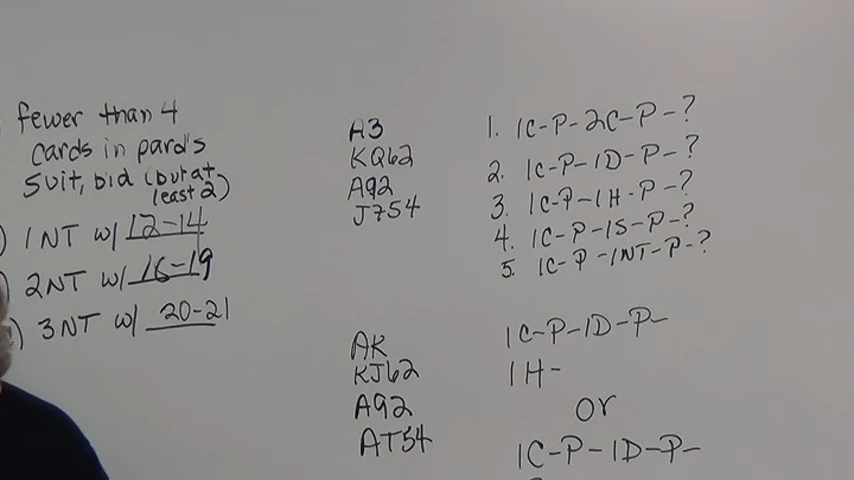 fewer than 4
cards in pard's
suit, bid (but at
least 2)
) 1NT w/ 12-14
) 2NT w/ 16-19
) 3NT w/ 20-21
A3
KQ62
A92
J754
1. 1C-P-2C-P-?
2. 1C-P-1D-P-?
3. 1C-P-1H-P-?
4. 1C-P-1S-P-?
5. 1C-P-1NT-P-?
AK
KJ62
A92
AT54
1C-P-1D-P-
1H-
or
1C-P-1D-P-